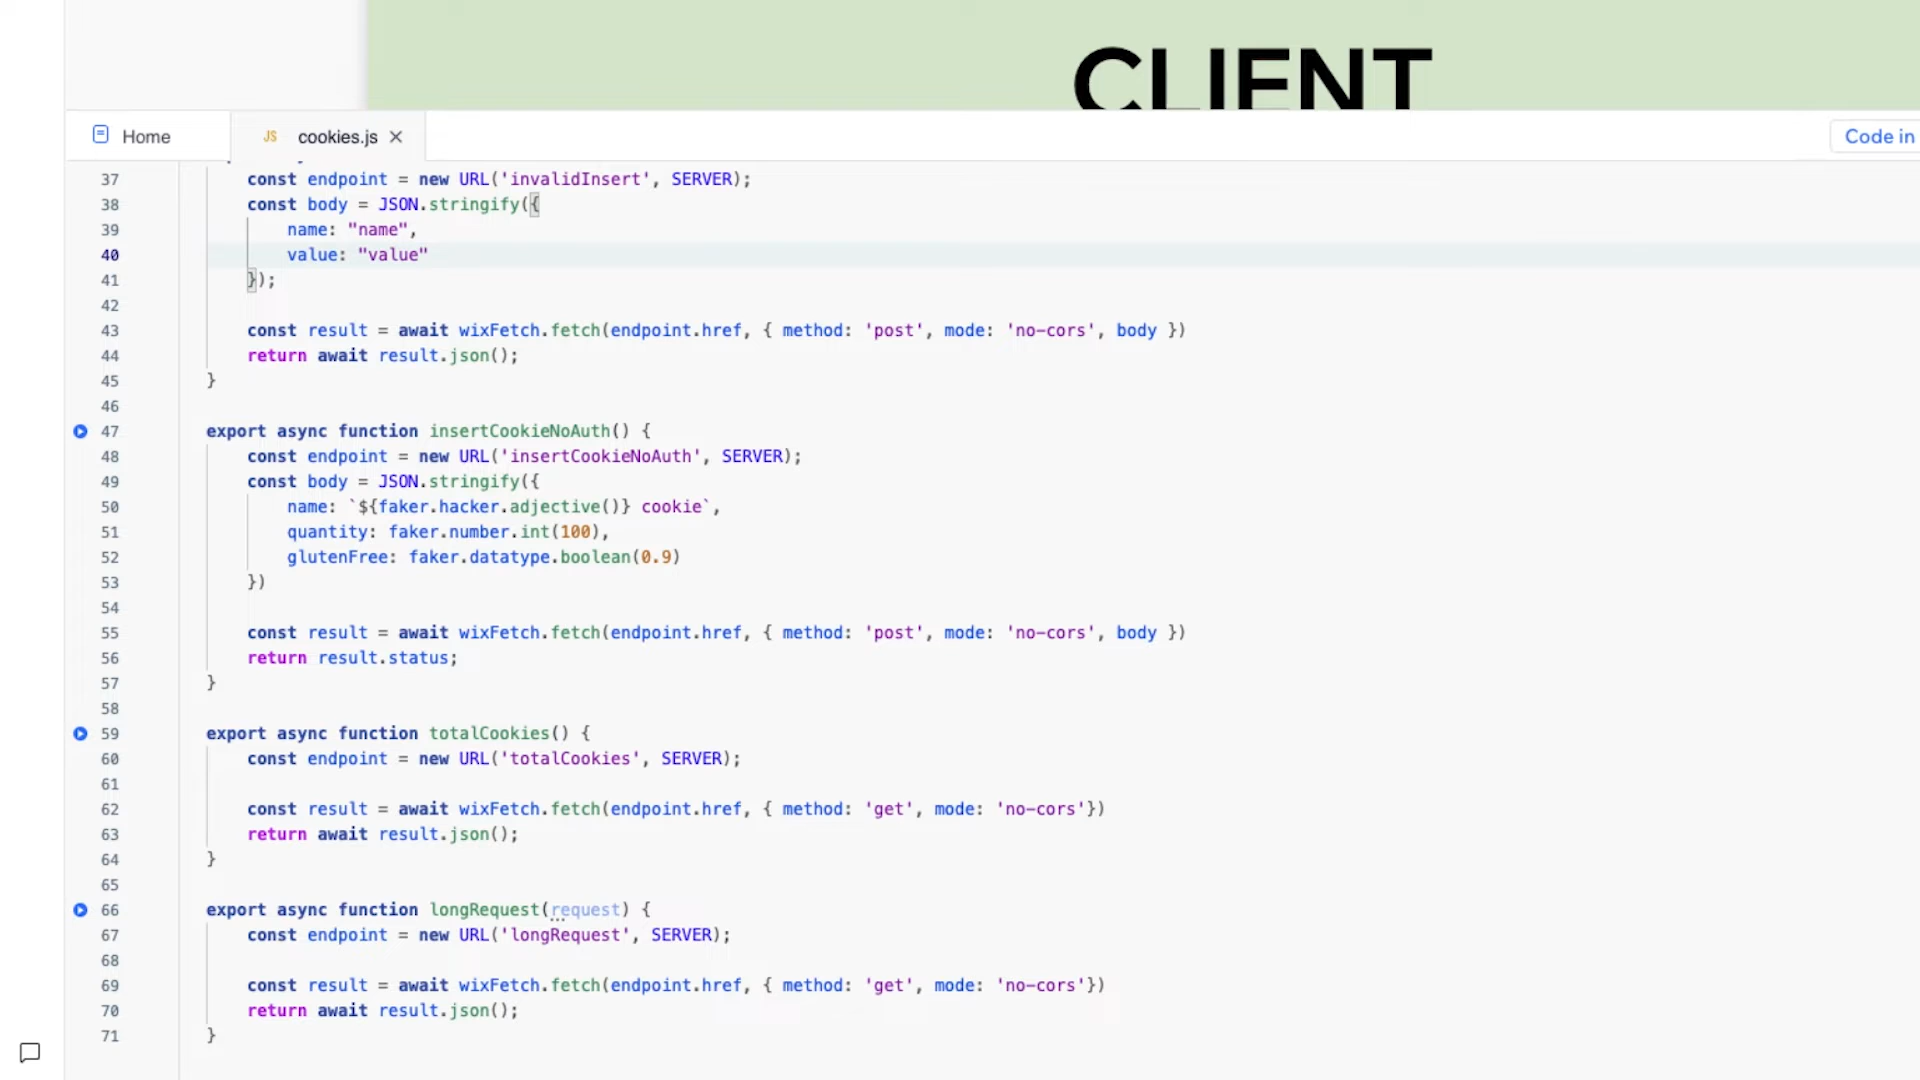 CLIENT
Home
JS cookies.js
Code in
37 const endpoint = new URL('invalidInsert', SERVER);
38 const body = JSON.stringify({
39 name: "name",
40 value: "value"
41 });
42
43 const result = await wixFetch.fetch(endpoint.href, { method: 'post', mode: 'no-cors', body })
44 return await result.json();
45 }
46
47 export async function insertCookieNoAuth() {
48 const endpoint = new URL('insertCookieNoAuth', SERVER);
49 const body = JSON.stringify({
50 name: `${faker.hacker.adjective()} cookie`,
51 quantity: faker.number.int(100),
52 glutenFree: faker.datatype.boolean(0.9)
53 })
54
55 const result = await wixFetch.fetch(endpoint.href, { method: 'post', mode: 'no-cors', body })
56 return result.status;
57 }
58
59 export async function totalCookies() {
60 const endpoint = new URL('totalCookies', SERVER);
61
62 const result = await wixFetch.fetch(endpoint.href, { method: 'get', mode: 'no-cors'})
63 return await result.json();
64 }
65
66 export async function longRequest(request) {
67 const endpoint = new URL('longRequest', SERVER);
68
69 const result = await wixFetch.fetch(endpoint.href, { method: 'get', mode: 'no-cors'})
70 return await result.json();
71 }